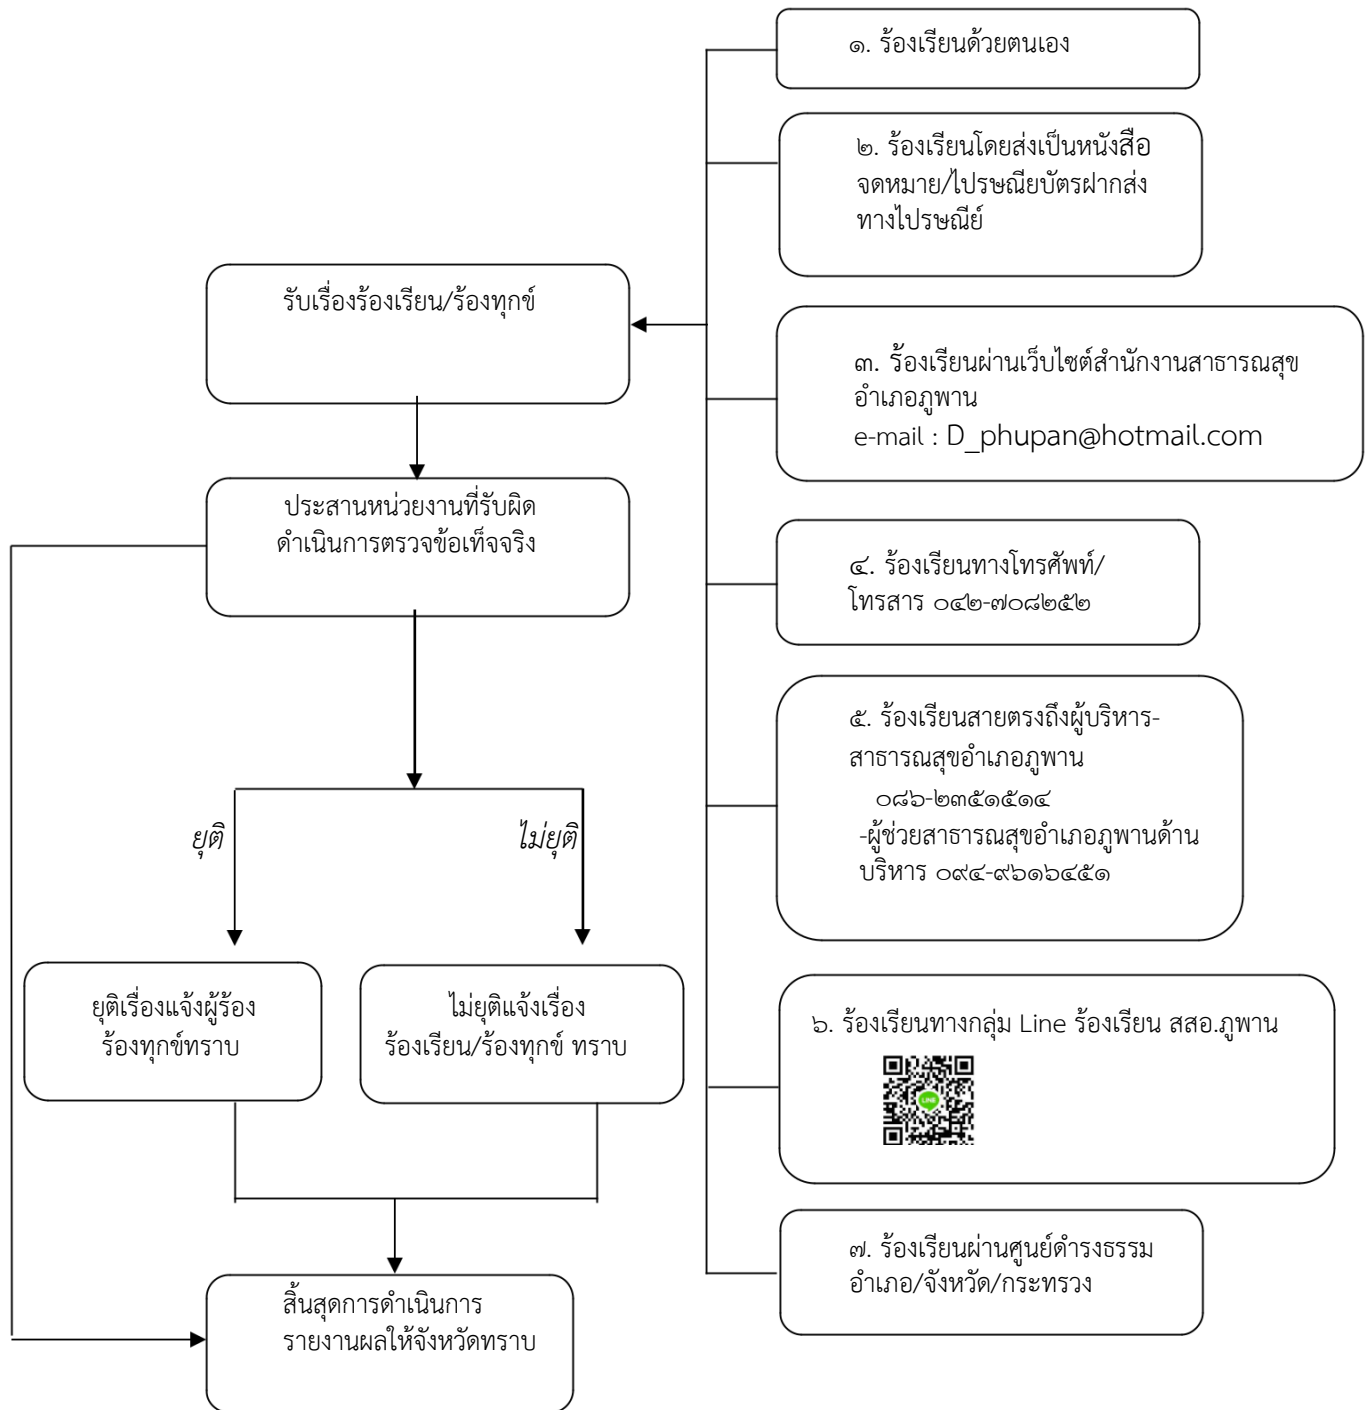 ๑. ร้องเรียนด้วยตนเอง
๒. ร้องเรียนโดยส่งเป็นหนังสือ
จดหมาย/ไปรษณียบัตรฝากส่ง
ทางไปรษณีย์
รับเรื่องร้องเรียน/ร้องทุกข์
๓. ร้องเรียนผ่านเว็บไซต์สำนักงานสาธารณสุข
อำเภอภูพาน
e-mail : D_phupan@hotmail.com
ประสานหน่วยงานที่รับผิด
ดำเนินการตรวจข้อเท็จจริง
๔. ร้องเรียนทางโทรศัพท์/
โทรสาร ๐๔๒-๗๐๘๒๕๒
๕. ร้องเรียนสายตรงถึงผู้บริหาร-
สาธารณสุขอำเภอภูพาน
๐๘๖-๒๓๕๑๕๑๔
-ผู้ช่วยสาธารณสุขอำเภอภูพานด้าน
บริหาร ๐๙๔-๙๖๑๖๔๕๑
ยุติ
ไม่ยุติ
ยุติเรื่องแจ้งผู้ร้อง
ร้องทุกข์ทราบ
ไม่ยุติแจ้งเรื่อง
ร้องเรียน/ร้องทุกข์ ทราบ
๖. ร้องเรียนทางกลุ่ม Line ร้องเรียน สสอ.ภูพาน
LINE
๗. ร้องเรียนผ่านศูนย์ดำรงธรรม
อำเภอ/จังหวัด/กระทรวง
สิ้นสุดการดำเนินการ
รายงานผลให้จังหวัดทราบ